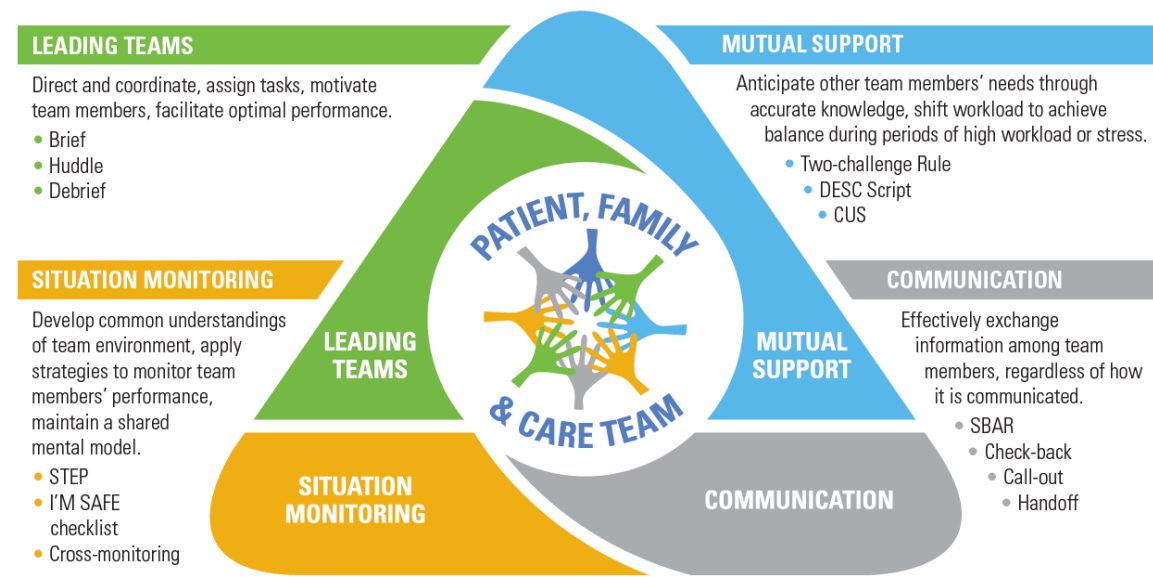 LEADING TEAMS
Direct and coordinate, assign tasks, motivate
team members, facilitate optimal performance.
• Brief
• Huddle
• Debrief
MUTUAL SUPPORT
Anticipate other team members’ needs through
accurate knowledge, shift workload to achieve
balance during periods of high workload or stress.
• Two-challenge Rule
• DESC Script
• CUS
SITUATION MONITORING
Develop common understandings
of team environment, apply
strategies to monitor team
members’ performance,
maintain a shared
mental model.
• STEP
• I’M SAFE
checklist
• Cross-monitoring
COMMUNICATION
Effectively exchange
information among team
members, regardless of how
it is communicated.
• SBAR
• Check-back
• Call-out
• Handoff
PATIENT, FAMILY
& CARE TEAM
LEADING
TEAMS
MUTUAL
SUPPORT
SITUATION
MONITORING
COMMUNICATION